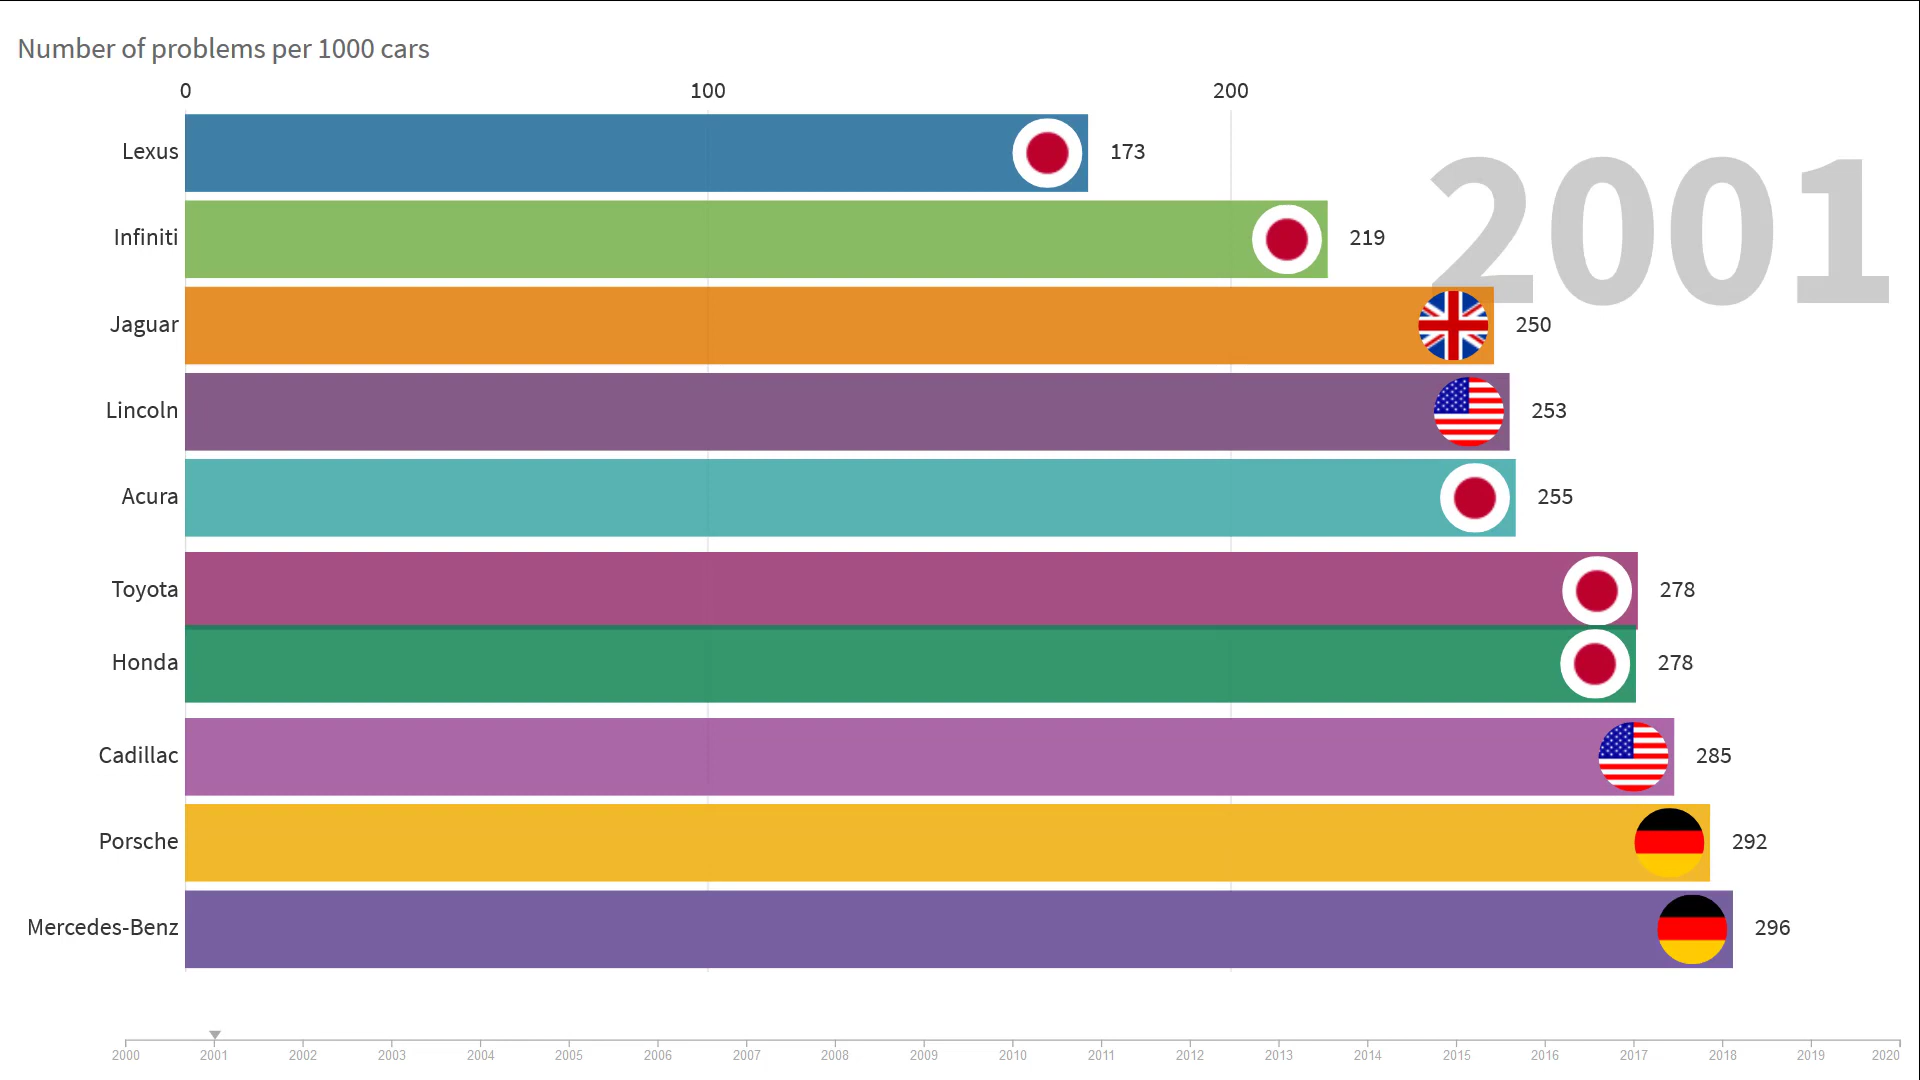 Number of problems per 1000 cars
0 100 200
2001
Lexus 173
Infiniti 219
Jaguar 250
Lincoln 253
Acura 255
Toyota 278
Honda 278
Cadillac 285
Porsche 292
Mercedes-Benz 296
2000 2001 2002 2003 2004 2005 2006 2007 2008 2009 2010 2011 2012 2013 2014 2015 2016 2017 2018 2019 2020